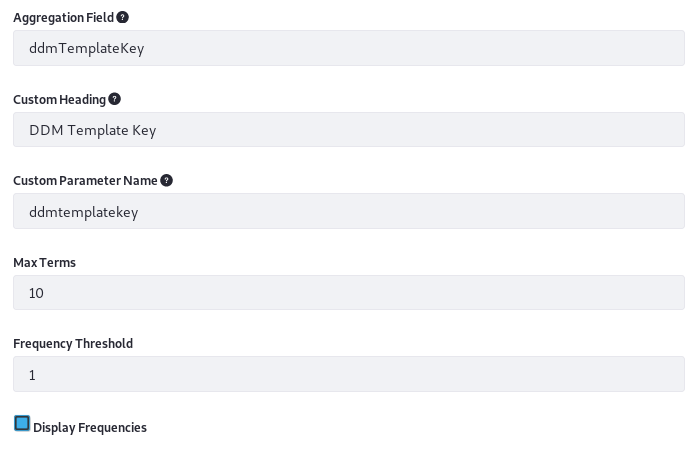 Aggregation Field ?
ddmTemplateKey
Custom Heading ?
DDM Template Key
Custom Parameter Name ?
ddmtemplatekey
Max Terms
10
Frequency Threshold
1
Display Frequencies